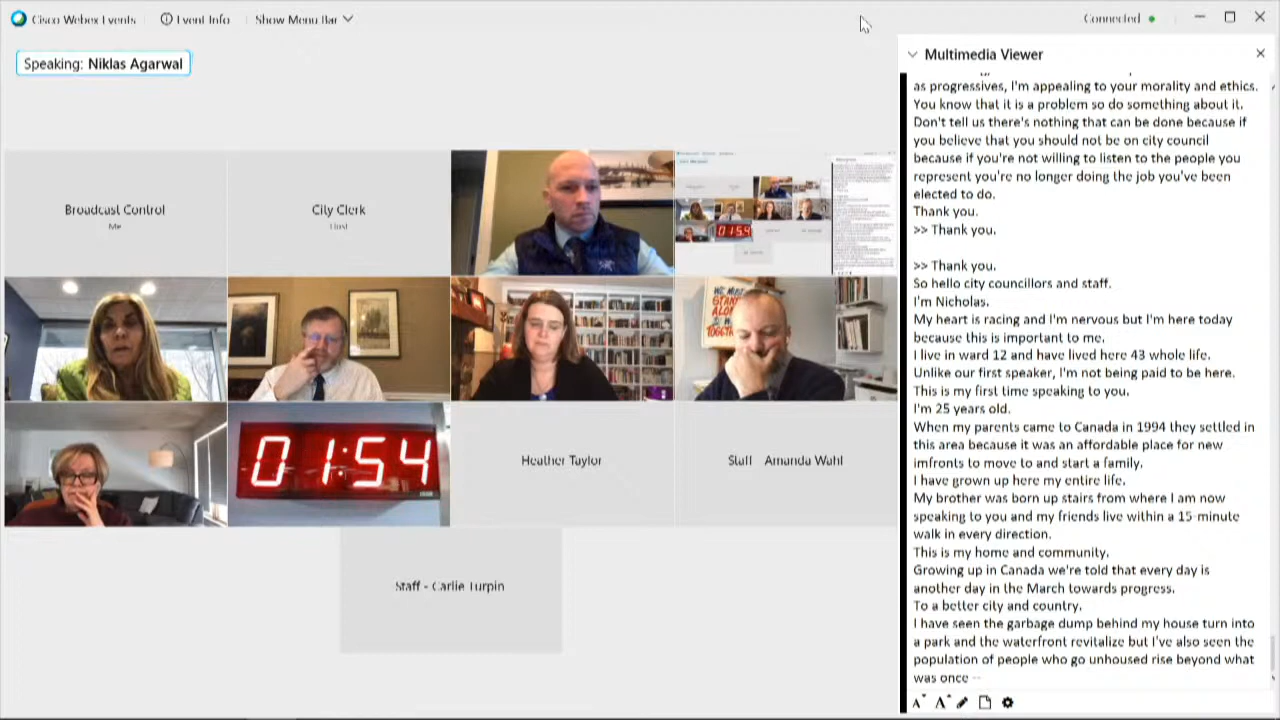 Cisco Webex Events
Event Info
Show Menu Bar
Connected
Speaking: Niklas Agarwal
Multimedia Viewer
as progressives, I'm appealing to your morality and ethics.
You know that it is a problem so do something about it.
Don't tell us there's nothing that can be done because if
you believe that you should not be on city council
because if you're not willing to listen to the people you
represent you're no longer doing the job you've been
elected to do.
Thank you.
>> Thank you.
>> Thank you.
So hello city councillors and staff.
I'm Nicholas.
My heart is racing and I'm nervous but I'm here today
because this is important to me.
I live in ward 12 and have lived here 43 whole life.
Unlike our first speaker, I'm not being paid to be here.
This is my first time speaking to you.
I'm 25 years old.
When my parents came to Canada in 1994 they settled in
this area because it was an affordable place for new
imfronts to move to and start a family.
I have grown up here my entire life.
My brother was born up stairs from where I am now
speaking to you and my friends live within a 15-minute
walk in every direction.
This is my home and community.
Growing up in Canada we're told that every day is
another day in the March towards progress.
To a better city and country.
I have seen the garbage dump behind my house turn into
a park and the waterfront revitalize but I've also seen the
population of people who go unhoused rise beyond what
was once --
Broadcast
Me
City Clerk
Host
WE MUST
STAND
ALONE
TOGETHER
01:54
01:54
Heather Taylor
Staff Amanda Wahl
Staff - Carlie Turpin